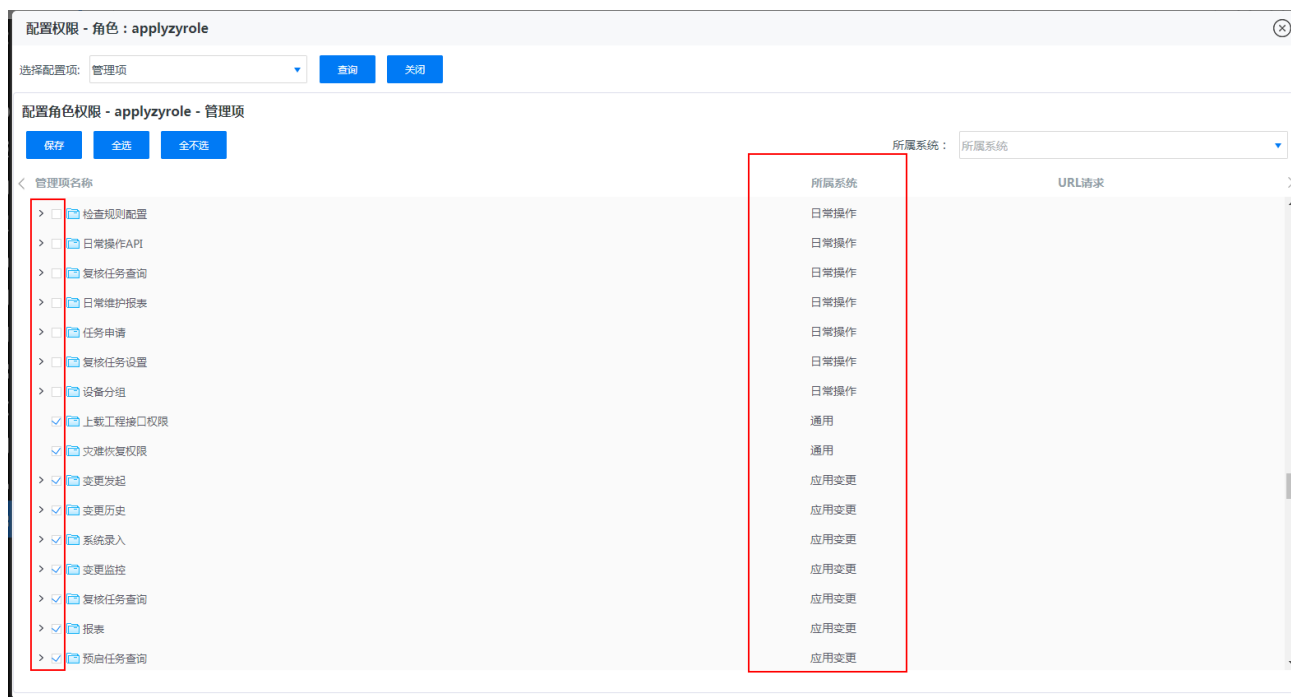 配置权限 - 角色：applyzyrole
选择配置项: 管理项 查询 关闭
配置角色权限 - applyzyrole - 管理项
保存 全选 全不选 所属系统： 所属系统
管理项名称 所属系统 URL请求
检查规则配置 日常操作
日常操作API 日常操作
复核任务查询 日常操作
日常维护报表 日常操作
任务申请 日常操作
复核任务设置 日常操作
设备分组 日常操作
上载工程接口权限 通用
灾难恢复权限 通用
变更发起 应用变更
变更历史 应用变更
系统录入 应用变更
变更监控 应用变更
复核任务查询 应用变更
报表 应用变更
预启任务查询 应用变更